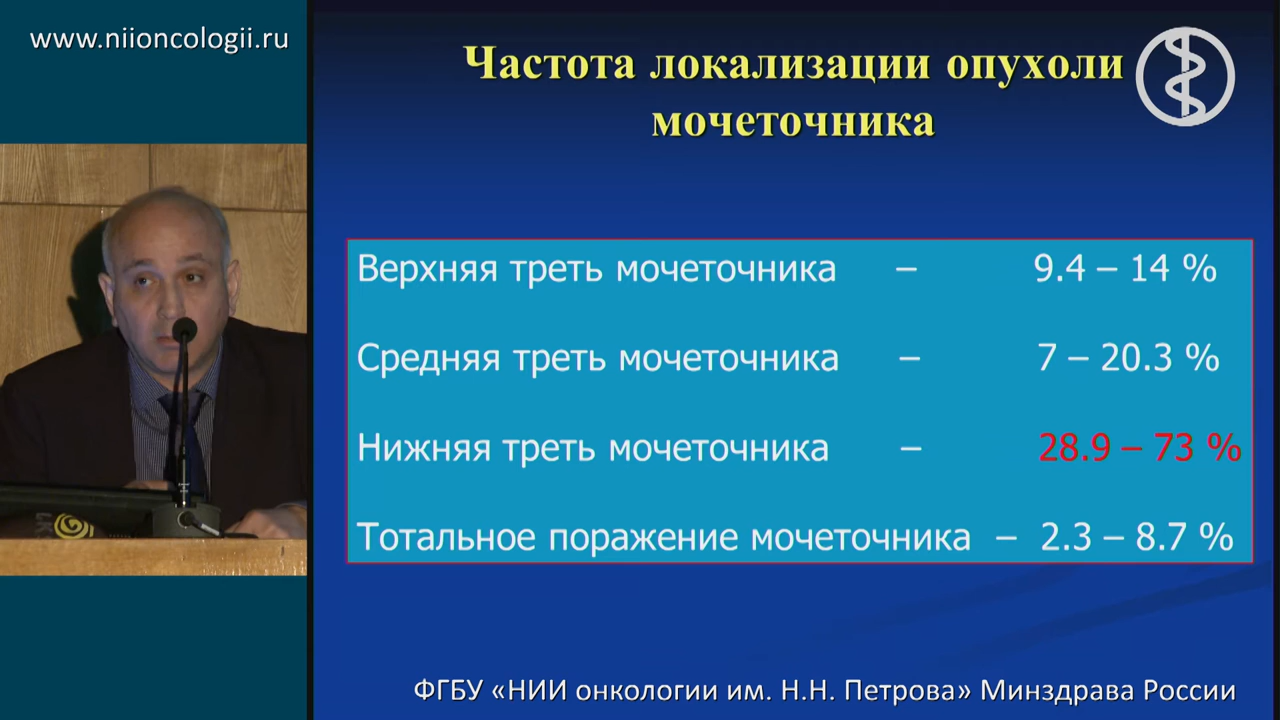 www.niioncologii.ru
Частота локализации опухоли
мочеточника
Верхняя треть мочеточника – 9.4 – 14 %
Средняя треть мочеточника – 7 – 20.3 %
Нижняя треть мочеточника – 28.9 – 73 %
Тотальное поражение мочеточника – 2.3 – 8.7 %
ФГБУ «НИИ онкологии им. Н.Н. Петрова» Минздрава России